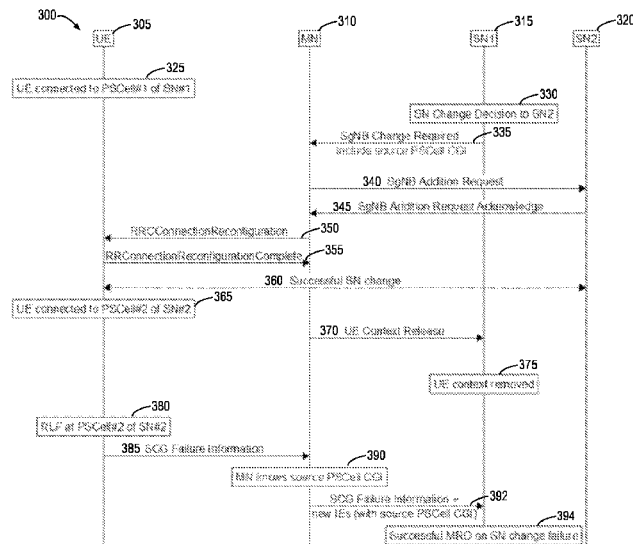 300
305
310
315
320
UE
MN
SN1
SN2
325
UE connected to PSCell#1 of SN#1
330
SN Change Decision to SN2
335
SgNB Change Required
Include source PSCell CGI
340 SgNB Addition Request
345 SgNB Addition Request Acknowledge
RRCConnectionReconfiguration 350
RRConnectionReconfigurationComplete 355
360 Successful SN change
365
UE connected to PSCell#2 of SN#2
370 UE Context Release
375
UE context removed
380
RLF at PSCell#2 of SN#2
385 SCG Failure Information
390
MN knows source PSCell CGI
SCG Failure Information + 392
new IEs (with source PSCell CGI)
394
Successful MRO on SN change failure